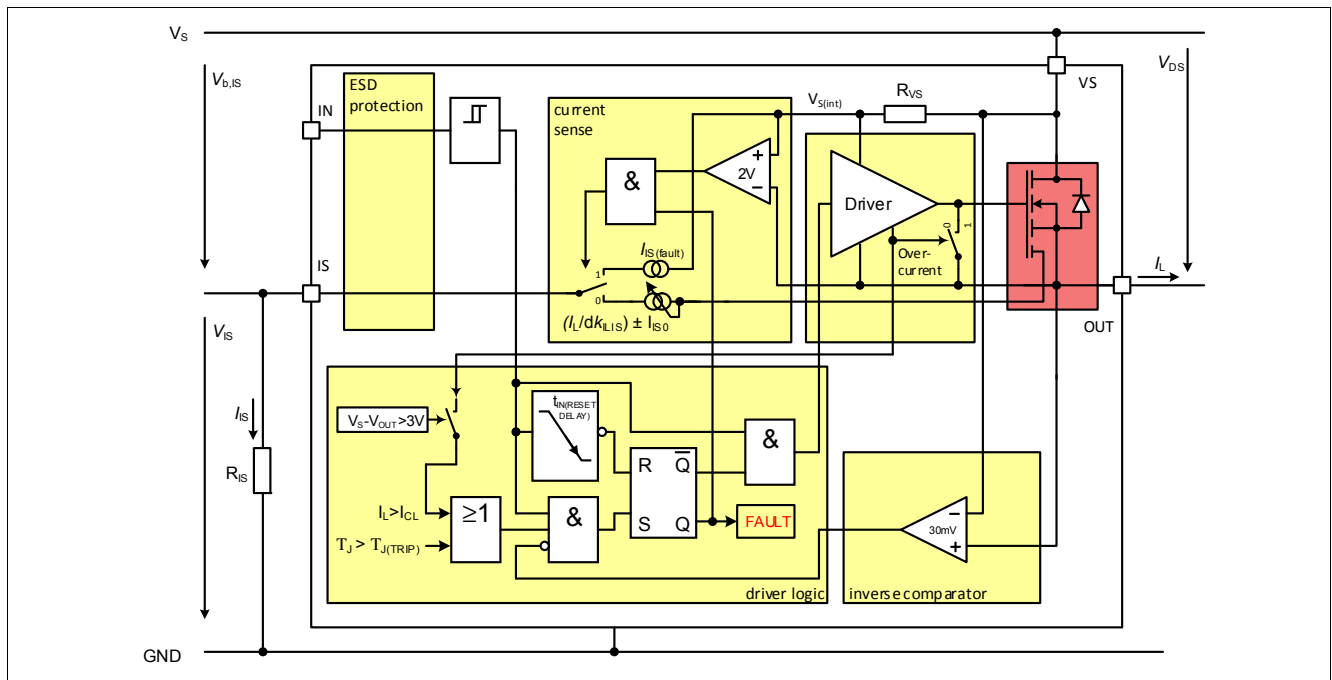 VS
Vb,IS
VDS
ESD
protection
IN
current
sense
VS(int)
RVS
VS
&
+
2V
−
Driver
0
1
Over-
current
IS
IIS(fault)
1
0
(IL/dkILIS) ± IIS0
IL
OUT
VIS
IIS
RIS
VS-VOUT>3V
tIN(RESET
DELAY)
&
R
Q
S
Q
IL>ICL
≥1
&
TJ > TJ(TRIP)
FAULT
−
30mV
+
driver logic
inverse comparator
GND